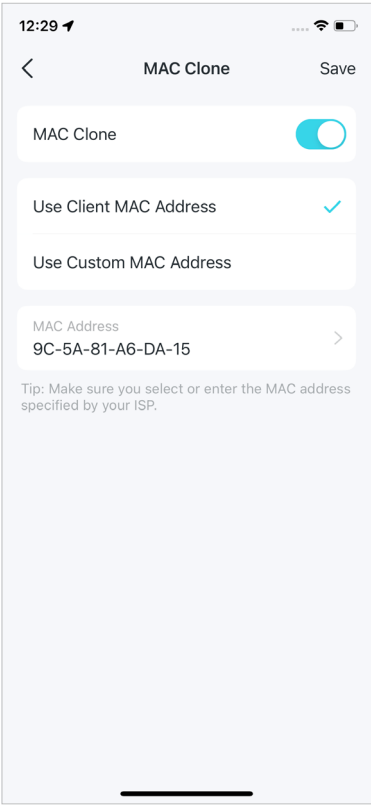 12:29
MAC Clone
Save
MAC Clone
Use Client MAC Address
Use Custom MAC Address
MAC Address
9C-5A-81-A6-DA-15
Tip: Make sure you select or enter the MAC address
specified by your ISP.